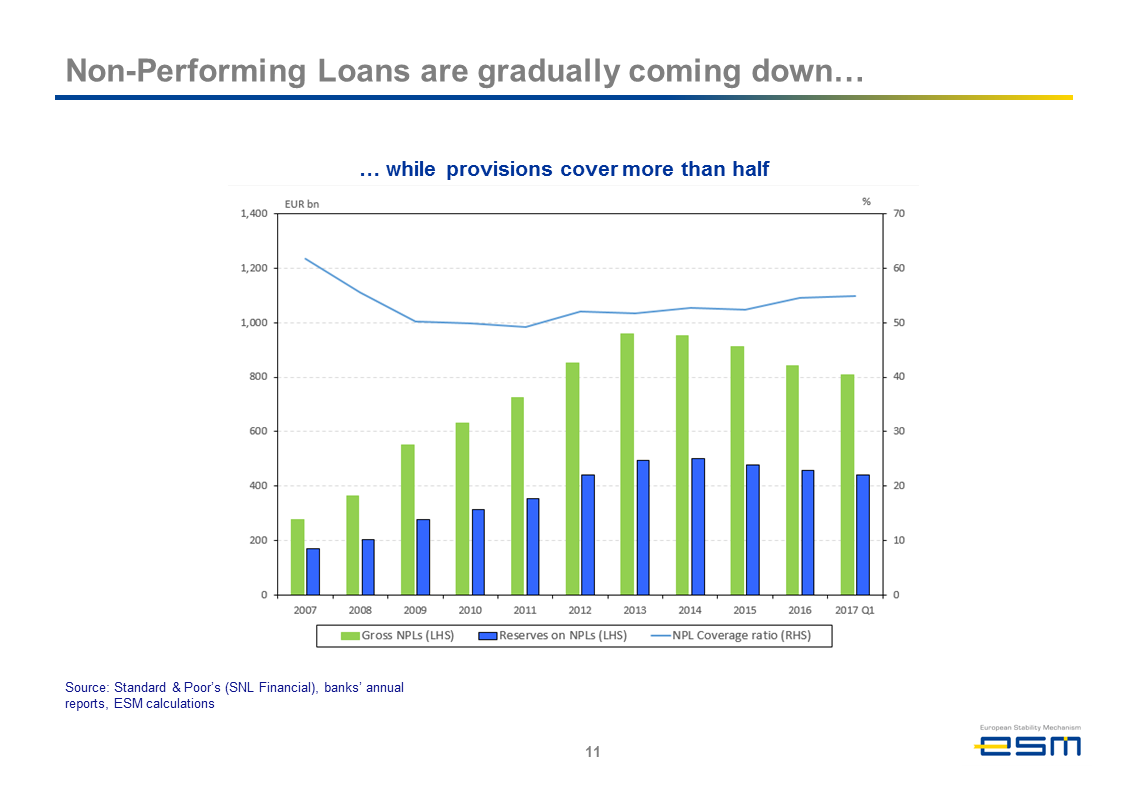 Non-Performing Loans are gradually coming down…
… while provisions cover more than half
EUR bn
%
1,400
70
1,200
60
1,000
50
800
40
600
30
400
20
200
10
0
0
2007 2008 2009 2010 2011 2012 2013 2014 2015 2016 2017 Q1
Gross NPLs (LHS) Reserves on NPLs (LHS) NPL Coverage ratio (RHS)
Source: Standard & Poor’s (SNL Financial), banks’ annual
reports, ESM calculations
European Stability Mechanism
esm
11